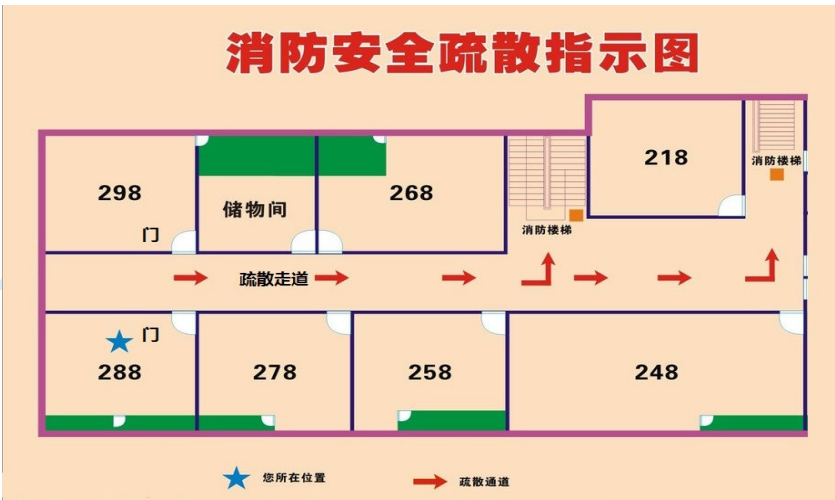 消防安全疏散指示图
218
消防楼梯
298
储物间
268
门
消防楼梯
疏散走道
门
288
278
258
248
您所在位置
疏散通道